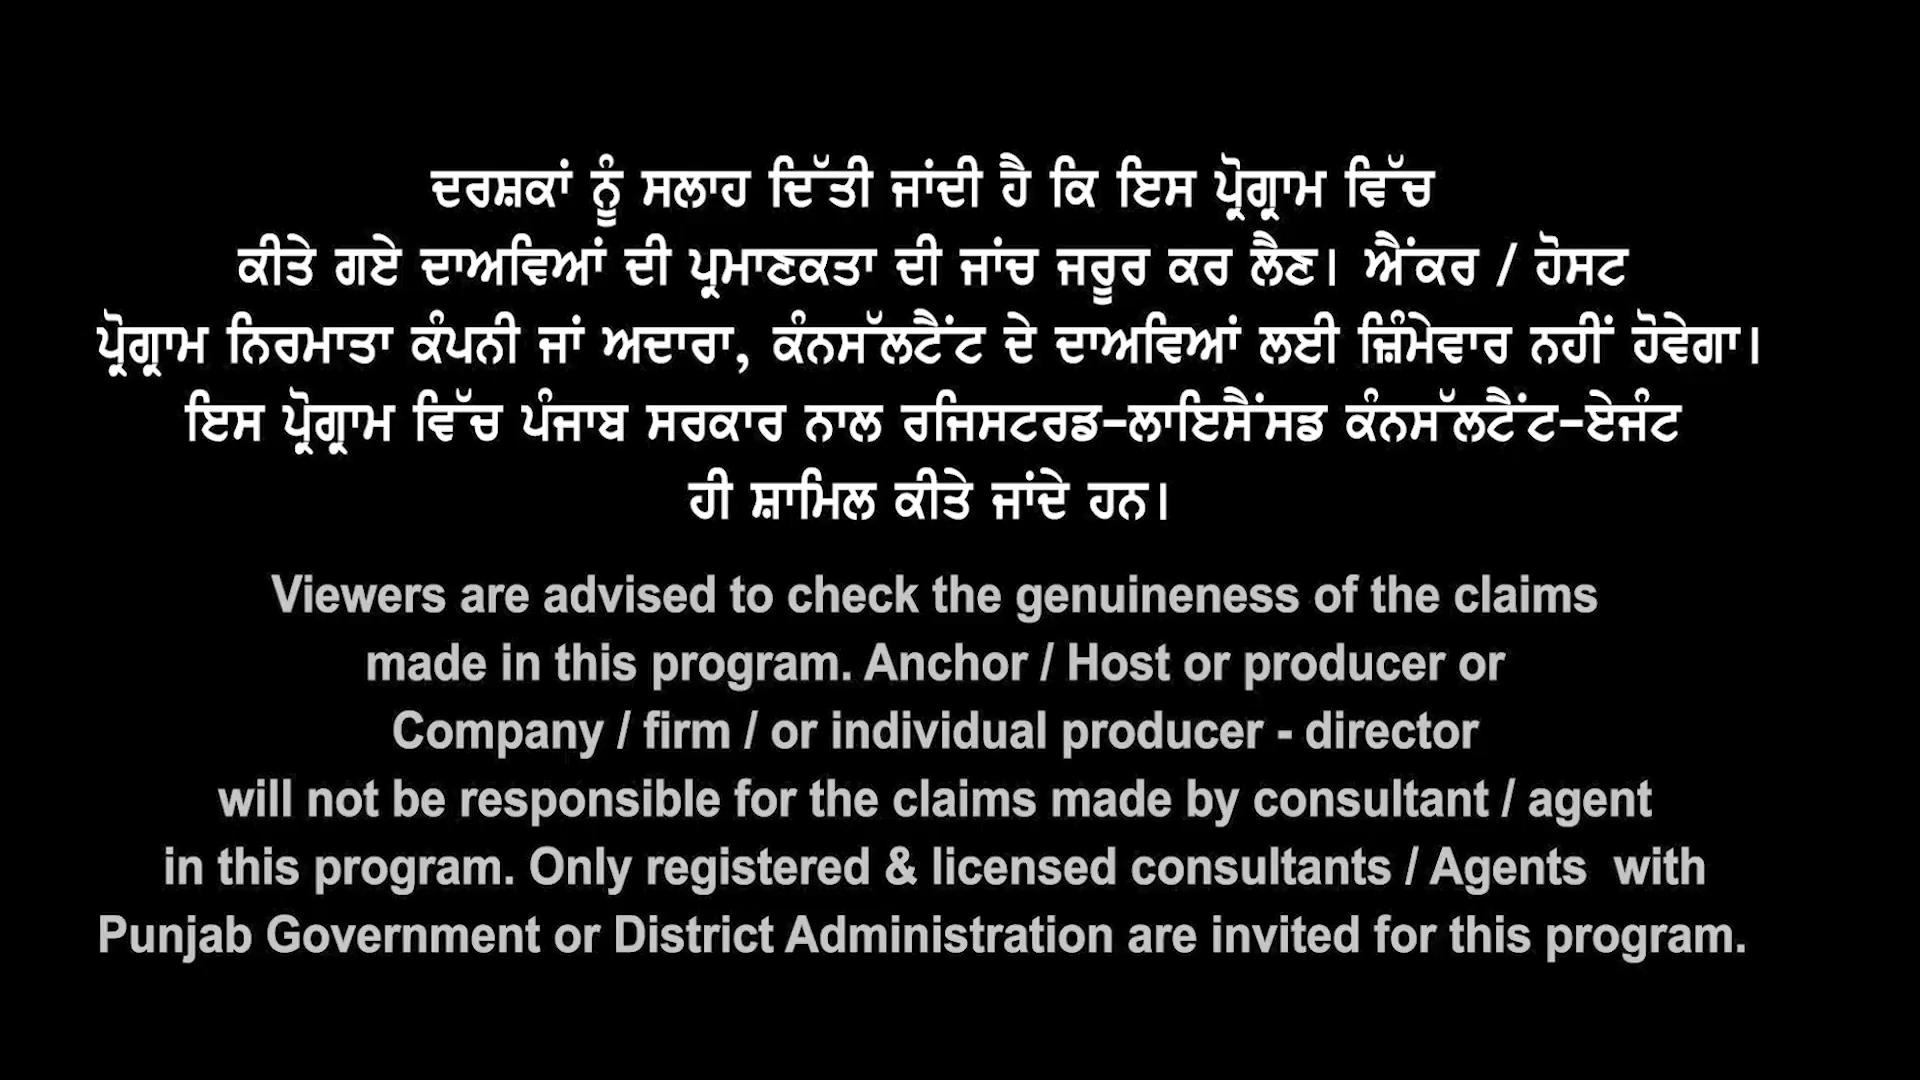 ਦਰਸ਼ਕਾਂ ਨੂੰ ਸਲਾਹ ਦਿੱਤੀ ਜਾਂਦੀ ਹੈ ਕਿ ਇਸ ਪ੍ਰੋਗ੍ਰਾਮ ਵਿੱਚ
ਕੀਤੇ ਗਏ ਦਾਅਵਿਆਂ ਦੀ ਪ੍ਰਮਾਣਕਤਾ ਦੀ ਜਾਂਚ ਜਰੂਰ ਕਰ ਲੈਣ। ਐਂਕਰ / ਹੋਸਟ
ਪ੍ਰੋਗ੍ਰਾਮ ਨਿਰਮਾਤਾ ਕੰਪਨੀ ਜਾਂ ਅਦਾਰਾ, ਕੰਨਸੱਲਟੈਂਟ ਦੇ ਦਾਅਵਿਆਂ ਲਈ ਜ਼ਿੰਮੇਵਾਰ ਨਹੀਂ ਹੋਵੇਗਾ।
ਇਸ ਪ੍ਰੋਗ੍ਰਾਮ ਵਿੱਚ ਪੰਜਾਬ ਸਰਕਾਰ ਨਾਲ ਰਜਿਸਟਰਡ-ਲਾਇਸੈਂਸਡ ਕੰਨਸੱਲਟੈਂਟ-ਏਜੰਟ
ਹੀ ਸ਼ਾਮਿਲ ਕੀਤੇ ਜਾਂਦੇ ਹਨ।
Viewers are advised to check the genuineness of the claims
made in this program. Anchor / Host or producer or
Company / firm / or individual producer - director
will not be responsible for the claims made by consultant / agent
in this program. Only registered & licensed consultants / Agents  with
Punjab Government or District Administration are invited for this program.